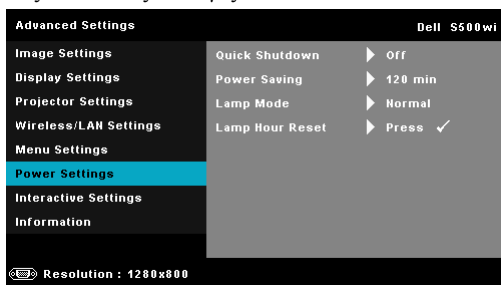 Advanced Settings Dell S500wi
Image Settings
Display Settings
Projector Settings
Wireless/LAN Settings
Menu Settings
Power Settings
Interactive Settings
Information
Quick Shutdown Off
Power Saving 120 min
Lamp Mode Normal
Lamp Hour Reset Press ✓
Resolution : 1280x800